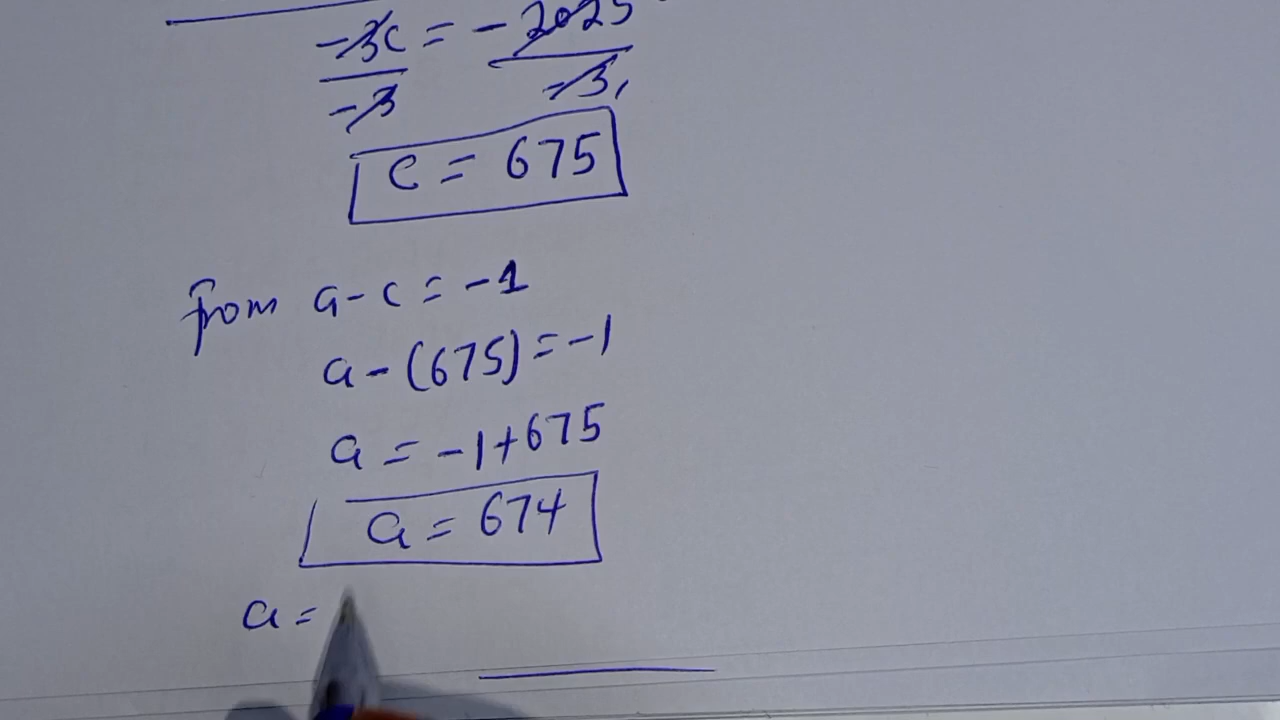 -3c = -2025
-3 -3
c = 675
from a-c = -1
a-(675) = -1
a = -1+675
a = 674
a =